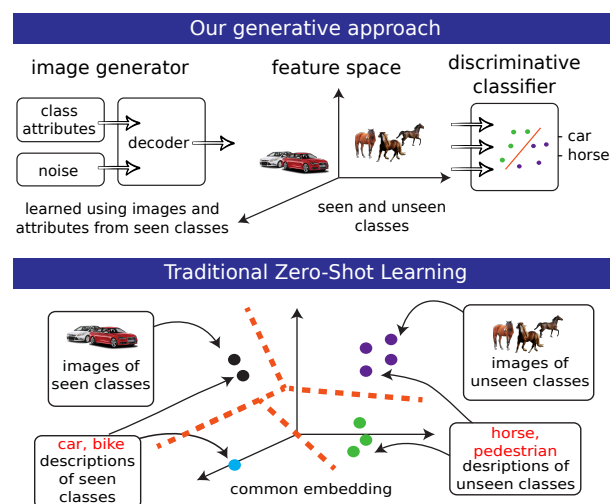 Our generative approach
image generator
feature space
discriminative
classifier
class
attributes
decoder
noise
car
horse
learned using images and
attributes from seen classes
seen and unseen
classes
Traditional Zero-Shot Learning
images of
seen classes
images of
unseen classes
car, bike
descriptions
of seen
classes
common embedding
horse,
pedestrian
desriptions of
unseen classes